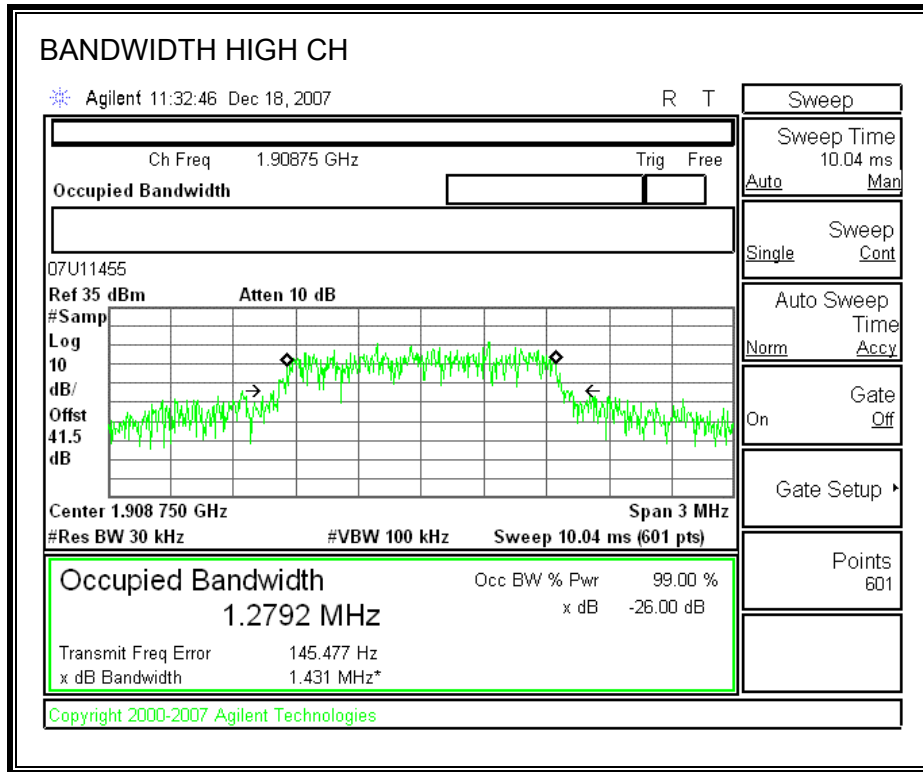 BANDWIDTH HIGH CH
Agilent 11:32:46 Dec 18, 2007 R T
Ch Freq 1.90875 GHz Trig Free
Occupied Bandwidth
07U11455
Ref 35 dBm Atten 10 dB
#Samp
Log
10
dB/
Offst
41.5
dB
Center 1.908 750 GHz Span 3 MHz
#Res BW 30 kHz #VBW 100 kHz Sweep 10.04 ms (601 pts)
Occupied Bandwidth Occ BW % Pwr 99.00 %
1.2792 MHz x dB -26.00 dB
Transmit Freq Error 145.477 Hz
x dB Bandwidth 1.431 MHz*
Copyright 2000-2007 Agilent Technologies
Sweep
Sweep Time
10.04 ms
Auto Man
Sweep
Single Cont
Auto Sweep
Time
Norm Accy
Gate
On Off
Gate Setup
Points
601